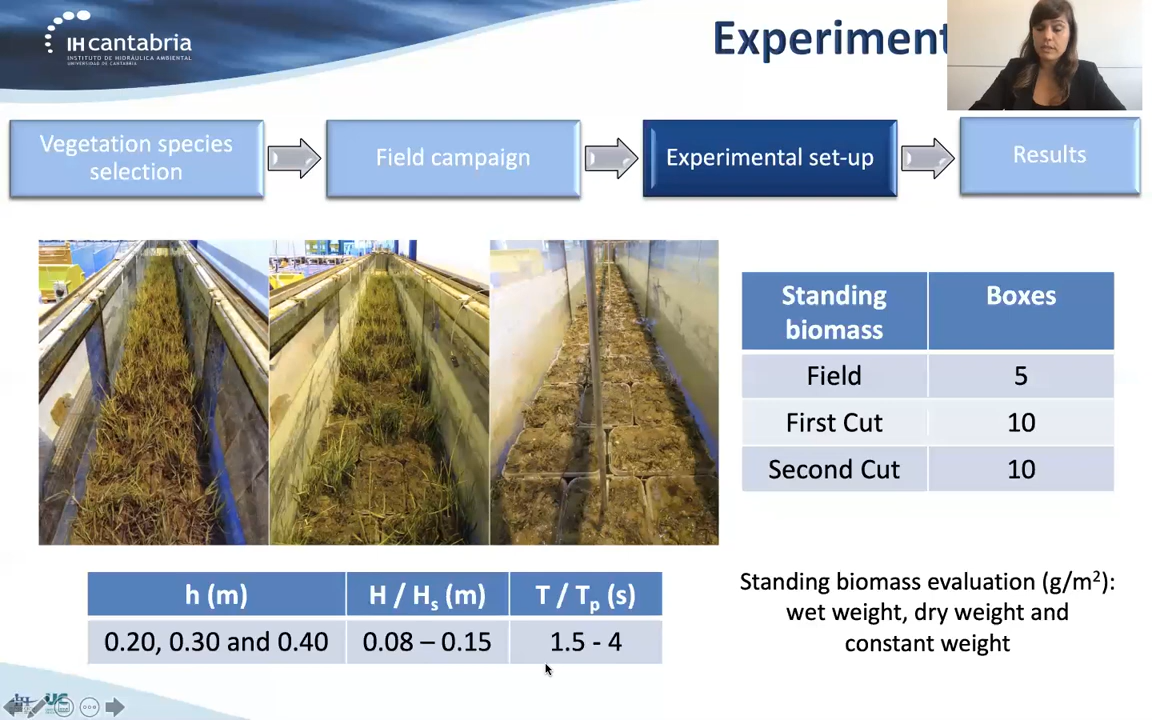 IHcantabria
INSTITUTO DE HIDRÁULICA AMBIENTAL
UNIVERSIDAD DE CANTABRIA
Experiment
Vegetation species
selection
Field campaign
Experimental set-up
Results
Standing
biomass
Boxes
Field
5
First Cut
10
Second Cut
10
h (m)
H / Hs (m)
T / Tp (s)
0.20, 0.30 and 0.40
0.08 – 0.15
1.5 - 4
Standing biomass evaluation (g/m²):
wet weight, dry weight and
constant weight